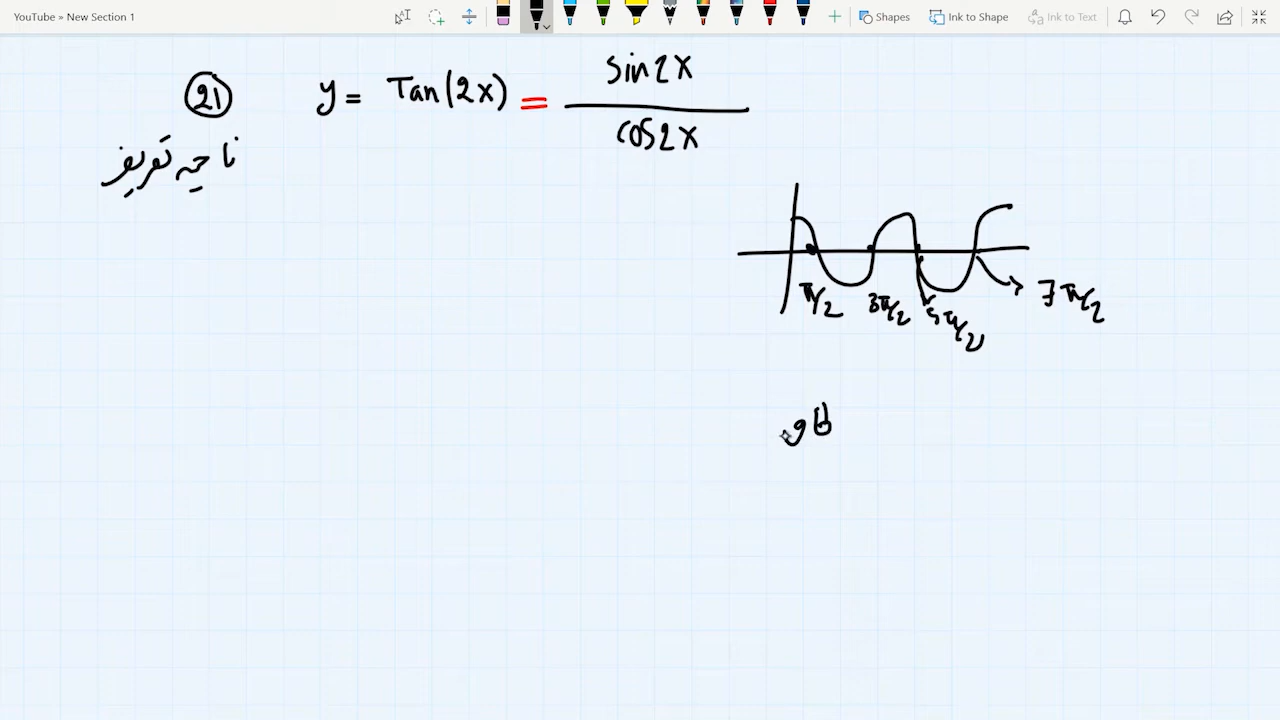 Youtube » New Section 1
Shapes
Ink to Shape
Ink to Text
21
y = Tan(2x) = sin2x
cos2x
ناحیه تعریف
π/2
3π/2
5π/2
7π/2